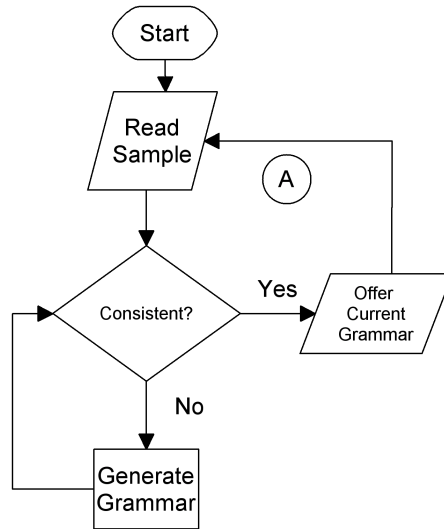 Start
Read
Sample
A
Consistent?
Yes
Offer
Current
Grammar
No
Generate
Grammar